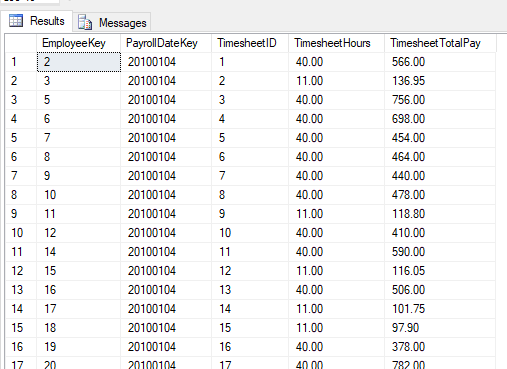 Results Messages
EmployeeKey PayrollDateKey TimesheetID TimesheetHours TimesheetTotalPay
1 2 20100104 1 40.00 566.00
2 3 20100104 2 11.00 136.95
3 5 20100104 3 40.00 756.00
4 6 20100104 4 40.00 698.00
5 7 20100104 5 40.00 454.00
6 8 20100104 6 40.00 464.00
7 9 20100104 7 40.00 440.00
8 10 20100104 8 40.00 478.00
9 11 20100104 9 11.00 118.80
10 12 20100104 10 40.00 410.00
11 14 20100104 11 40.00 590.00
12 15 20100104 12 11.00 116.05
13 16 20100104 13 40.00 506.00
14 17 20100104 14 11.00 101.75
15 18 20100104 15 11.00 97.90
16 19 20100104 16 40.00 378.00
17 20 20100104 17 40.00 782.00